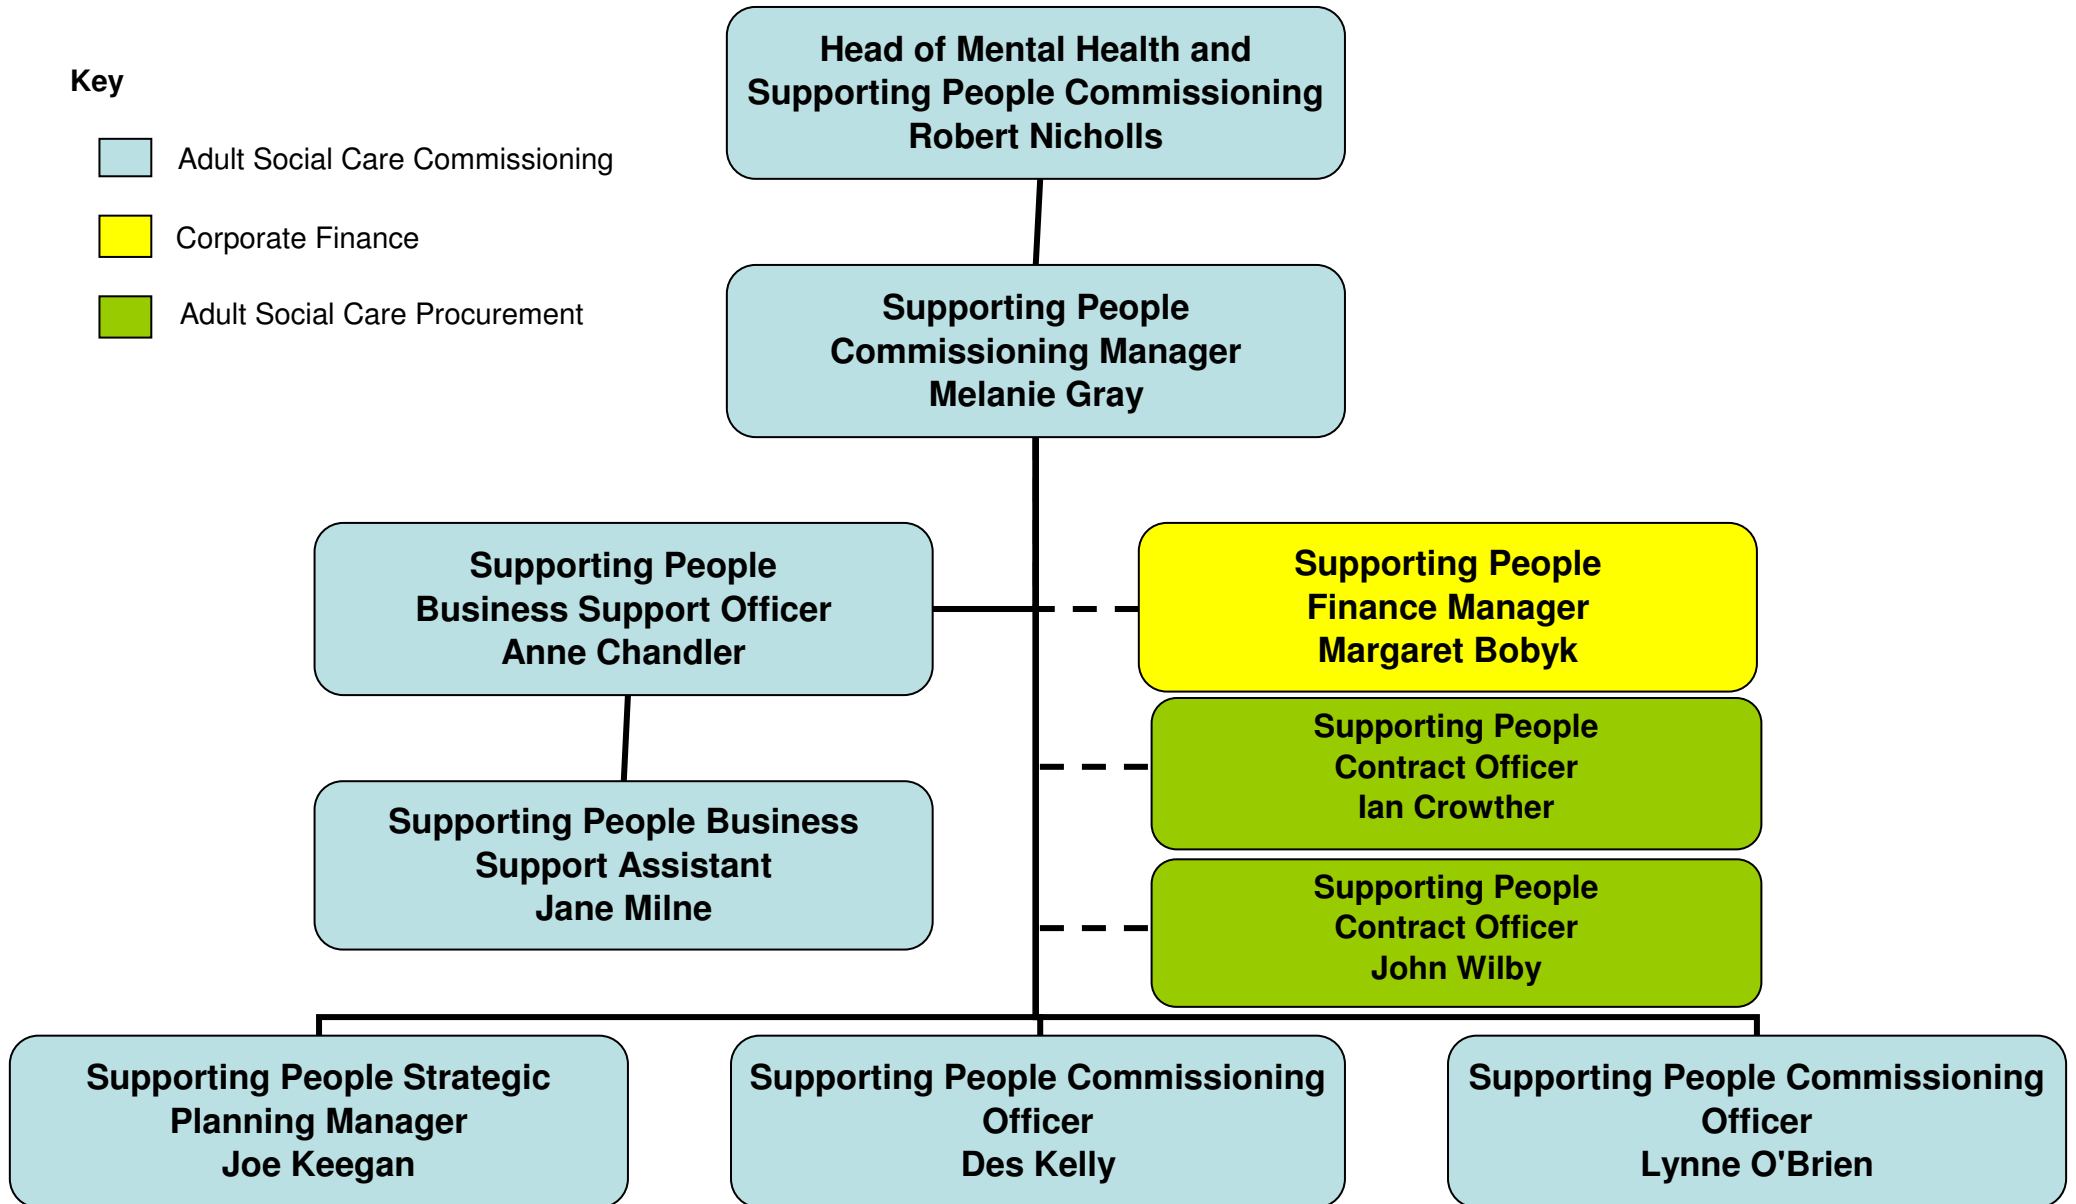 Key
Adult Social Care Commissioning
Corporate Finance
Adult Social Care Procurement
Head of Mental Health and
Supporting People Commissioning
Robert Nicholls
Supporting People
Commissioning Manager
Melanie Gray
Supporting People
Business Support Officer
Anne Chandler
Supporting People
Finance Manager
Margaret Bobyk
Supporting People
Contract Officer
Ian Crowther
Supporting People Business
Support Assistant
Jane Milne
Supporting People
Contract Officer
John Wilby
Supporting People Strategic
Planning Manager
Joe Keegan
Supporting People Commissioning
Officer
Des Kelly
Supporting People Commissioning
Officer
Lynne O'Brien